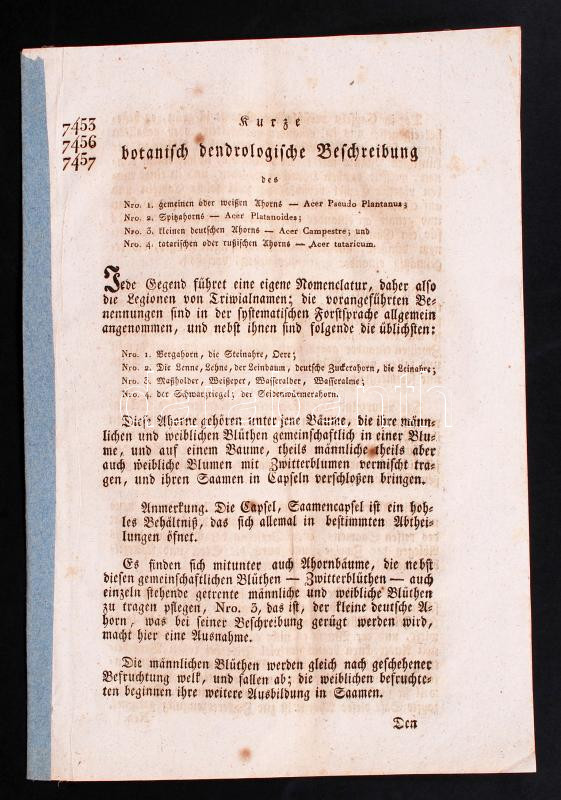 7453
7456
7457
Kurze
botanisch dendrologische Beschreibung
des
Nro. 1. gemeinen oder weißen Ahorns — Acer Pseudo Plantanus;
Nro. 2. Spitzahorns — Acer Platanoides;
Nro. 3. kleinen deutschen Ahorns — Acer Campestre; und
Nro. 4. tatarischen oder rußischen Ahorns — Acer tataricum.
Jede Gegend führet eine eigene Nomenclatur, daher also
die Legionen von Triwialnamen; die vorangeführten Be-
nennungen sind in der systematischen Forstsprache allgemein
angenommen, und nebst ihnen sind folgende die üblichsten:
Nro. 1. Bergahorn, die Steinahre, Oert;
Nro. 2. Die Lenne, Lehne, der Leinbaum, deutsche Zuckerahorn, die Leinahre;
Nro. 3. Maßholder, Weißeper, Wasseralder, Wasseralme;
Nro. 4. der Schwarztiegel; der Seidenwürmerahorn.
Diese Ahorne gehören unter jene Bäume, die ihre männ-
lichen und weiblichen Blüthen gemeinschaftlich in einer Blu-
me, und auf einem Baume, theils männliche theils aber
auch weibliche Blumen mit Zwitterblumen vermischt tra-
gen, und ihren Saamen in Capseln verschloßen bringen.
Anmerkung. Die Capsel, Saamencapsel ist ein hoh-
les Behältniß, das sich allemal in bestimmten Abthei-
lungen öfnet.
Es finden sich mitunter auch Ahornbäume, die nebst
diesen gemeinschaftlichen Blüthen — Zwitterblüthen — auch
einzeln stehende getrente männliche und weibliche Blüthen
zu tragen pflegen, Nro. 3, das ist, der kleine deutsche A-
horn, was bei seiner Beschreibung gerügt werden wird,
macht hier eine Ausnahme.
Die männlichen Blüthen werden gleich nach geschehener
Befruchtung welk, und fallen ab; die weiblichen befruchte-
ten beginnen ihre weitere Ausbildung in Saamen.
Den